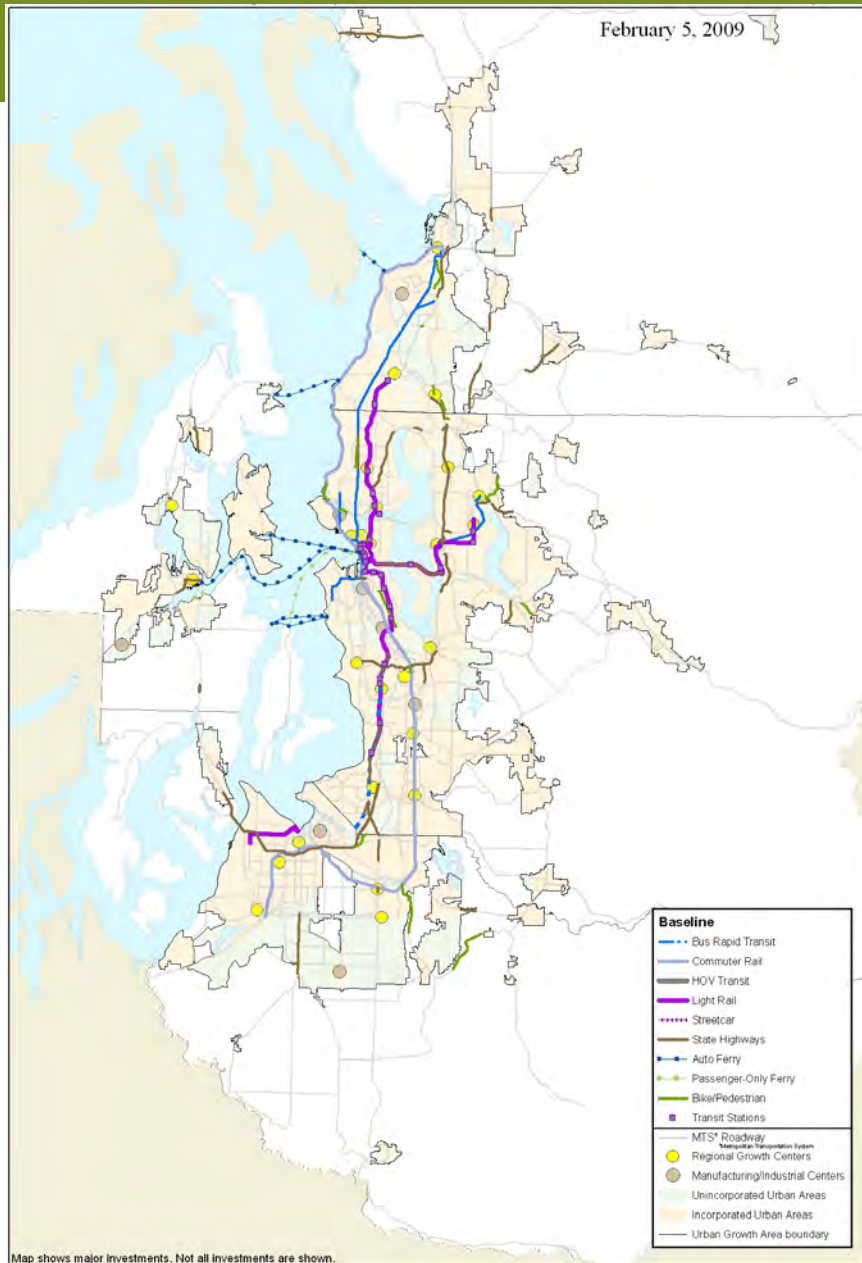 February 5, 2009
Baseline
Bus Rapid Transit
Commuter Rail
HOV Transit
Light Rail
Streetcar
State Highways
Auto Ferry
Passenger-Only Ferry
Bike/Pedestrian
Transit Stations
MTS* Roadway
*Metropolitan Transportation System
Regional Growth Centers
Manufacturing/Industrial Centers
Unincorporated Urban Areas
Incorporated Urban Areas
Urban Growth Area boundary
Map shows major investments. Not all investments are shown.